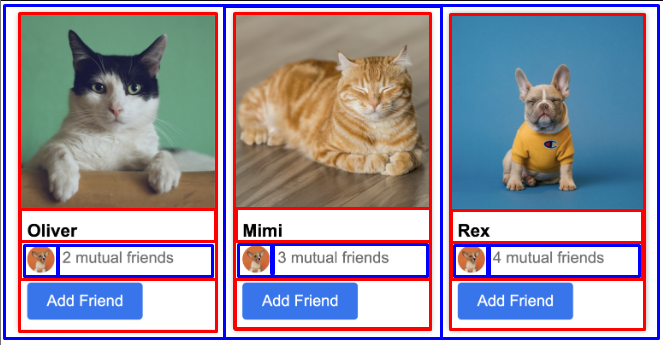 Oliver
2 mutual friends
Add Friend
Mimi
3 mutual friends
Add Friend
Rex
4 mutual friends
Add Friend